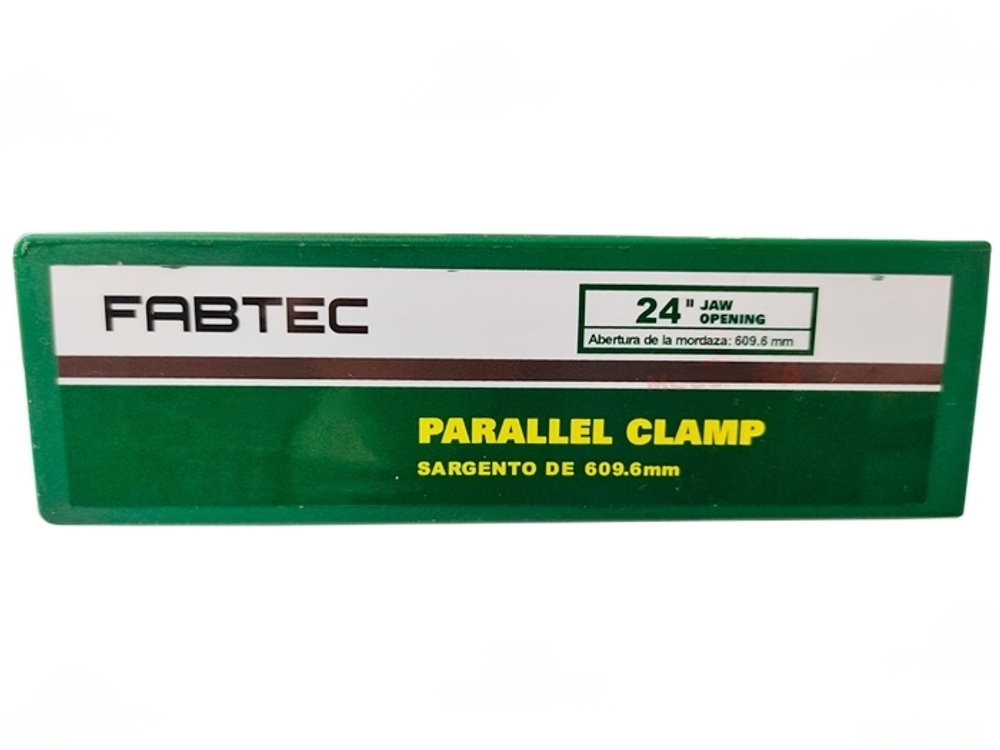 FABTEC
24" JAW OPENING
Abertura de la mordaza: 609.6 mm
PARALLEL CLAMP
SARGENTO DE 609.6mm